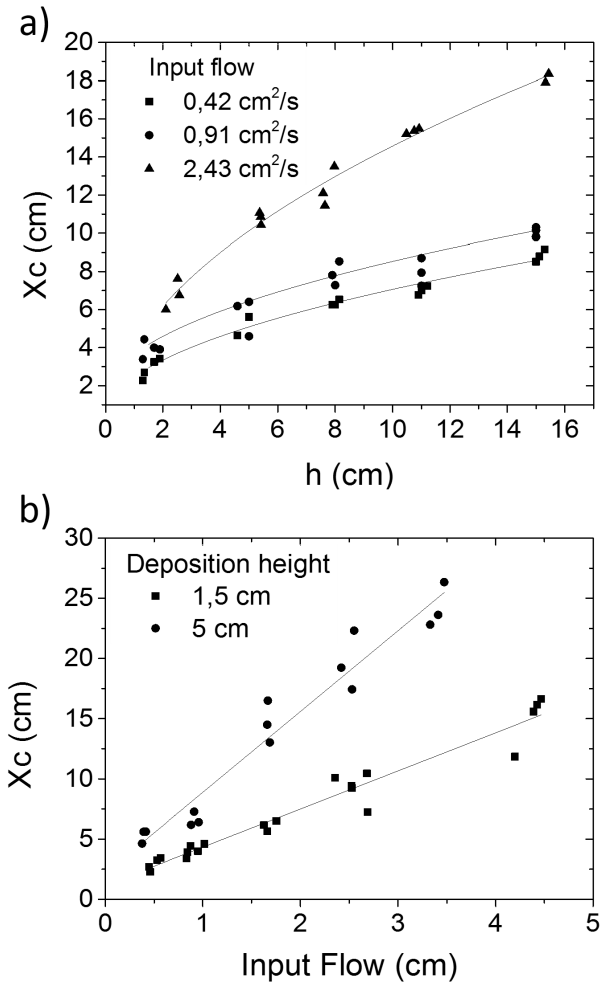 a)
20
18
16
14
12
10
8
6
4
2
Xc (cm)
Input flow
0,42 cm²/s
0,91 cm²/s
2,43 cm²/s
0 2 4 6 8 10 12 14 16
h (cm)
b)
30
25
20
15
10
5
0
Xc (cm)
Deposition height
1,5 cm
5 cm
0 1 2 3 4 5
Input Flow (cm)